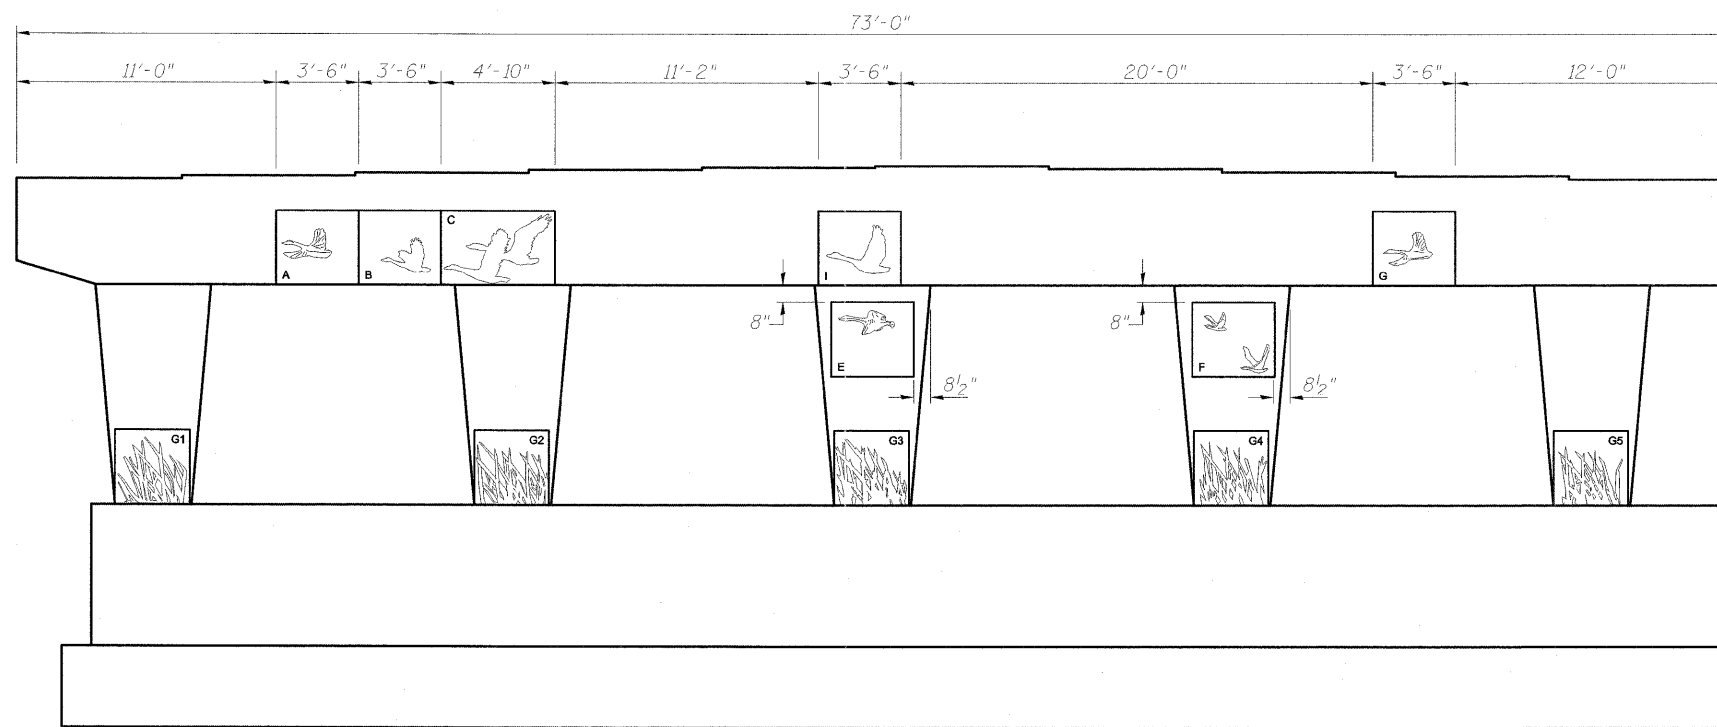 73'-0"
11'-0" 3'-6" 3'-6" 4'-10" 11'-2" 3'-6" 20'-0" 3'-6" 12'-0"
C
A B I G
8" 8"
E F
8½" 8½"
G1 G2 G3 G4 G5